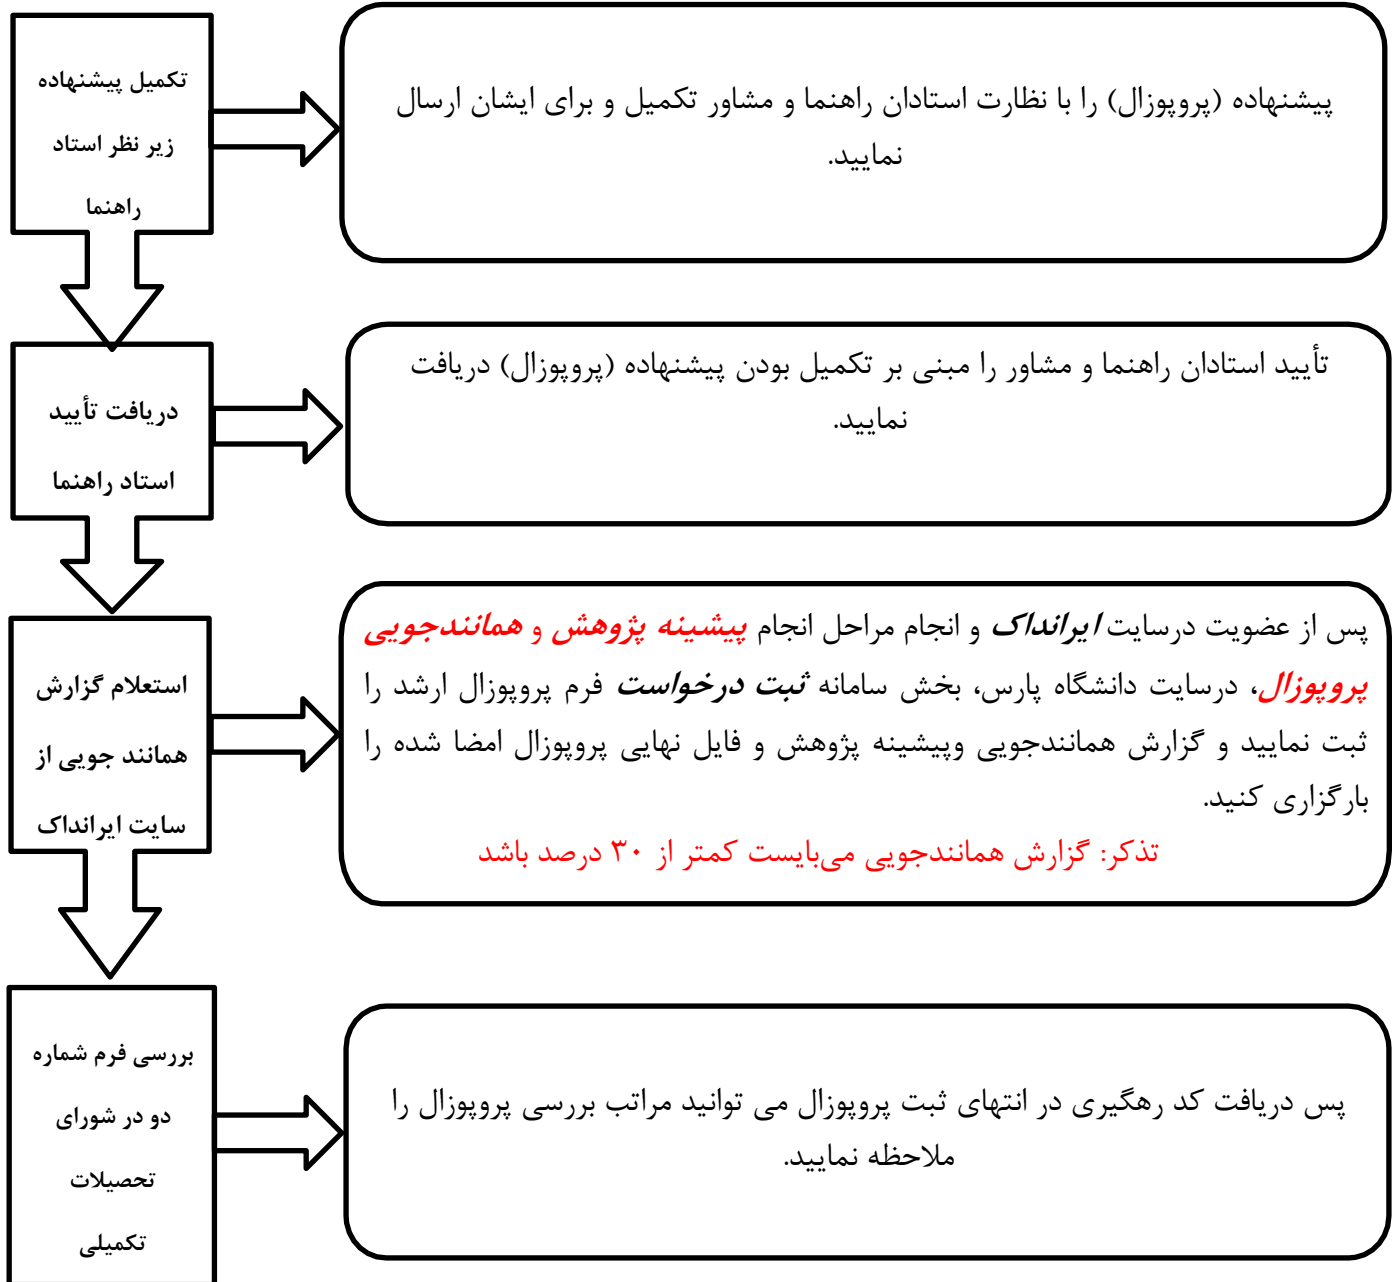 تکمیل پیشنهاده
زیر نظر استاد
راهنما
پیشنهاده (پروپوزال) را با نظارت استادان راهنما و مشاور تکمیل و برای ایشان ارسال
نمایید.
دریافت تأیید
استاد راهنما
تأیید استادان راهنما و مشاور را مبنی بر تکمیل بودن پیشنهاده (پروپوزال) دریافت
نمایید.
استعلام گزارش
همانند جویی از
سایت ایرانداک
پس از عضویت درسایت ایرانداک و انجام مراحل انجام پیشینه پژوهش و همانندجویی
پروپوزال، درسایت دانشگاه پارس، بخش سامانه ثبت درخواست فرم پروپوزال ارشد را
ثبت نمایید و گزارش همانندجویی وپیشینه پژوهش و فایل نهایی پروپوزال امضا شده را
بارگزاری کنید.
تذکر: گزارش همانندجویی می‌بایست کمتر از ۳۰ درصد باشد
بررسی فرم شماره
دو در شورای
تحصیلات
تکمیلی
پس دریافت کد رهگیری در انتهای ثبت پروپوزال می توانید مراتب بررسی پروپوزال را
ملاحظه نمایید.